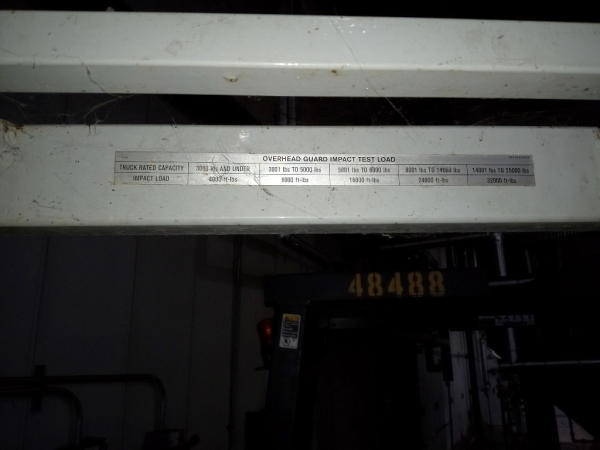 OVERHEAD GUARD IMPACT TEST LOAD
TRUCK RATED CAPACITY 3000 lbs AND UNDER 3001 lbs TO 5000 lbs 5001 lbs TO 8000 lbs 8001 lbs TO 14000 lbs 14001 lbs TO 25000 lbs
IMPACT LOAD 4000 ft-lbs 8000 ft-lbs 16000 ft-lbs 24000 ft-lbs 32000 ft-lbs
48488